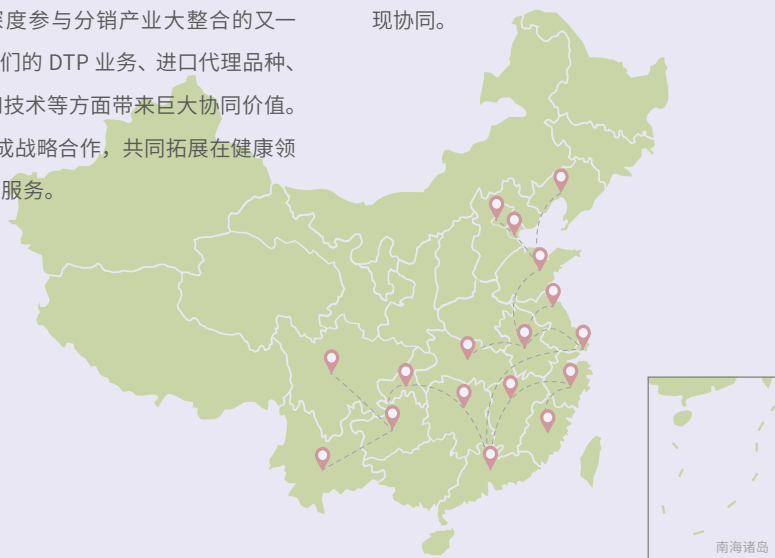 深度参与分销产业大整合的又一
们的 DTP 业务、进口代理品种、
技术等方面带来巨大协同价值。
成战略合作，共同拓展在健康领
服务。
现协同。
南海诸岛